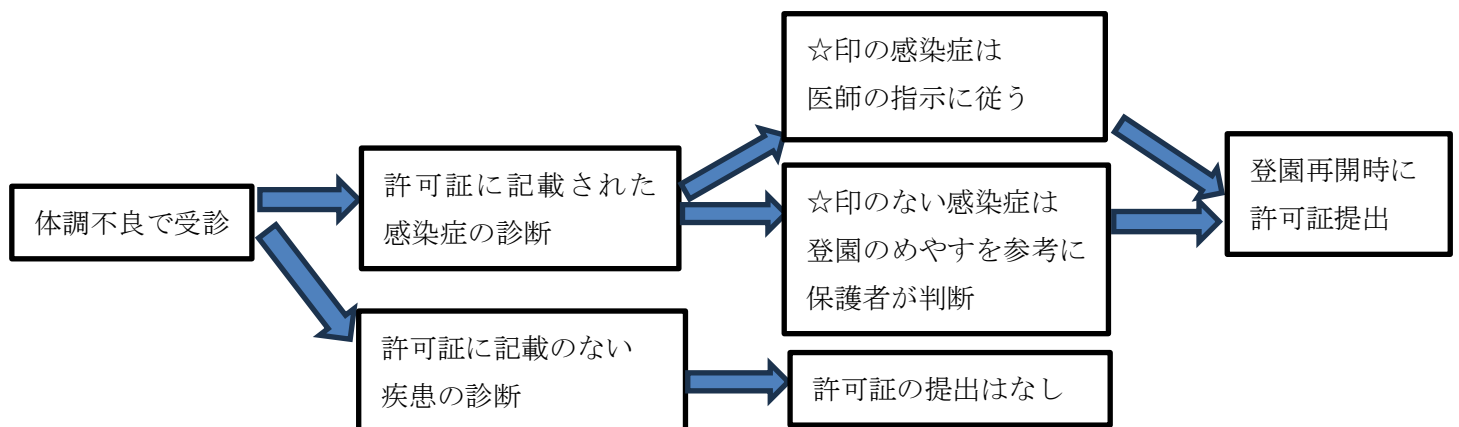 体調不良で受診
許可証に記載された
感染症の診断
☆印の感染症は
医師の指示に従う
☆印のない感染症は
登園のめやすを参考に
保護者が判断
登園再開時に
許可証提出
許可証に記載のない
疾患の診断
許可証の提出はなし